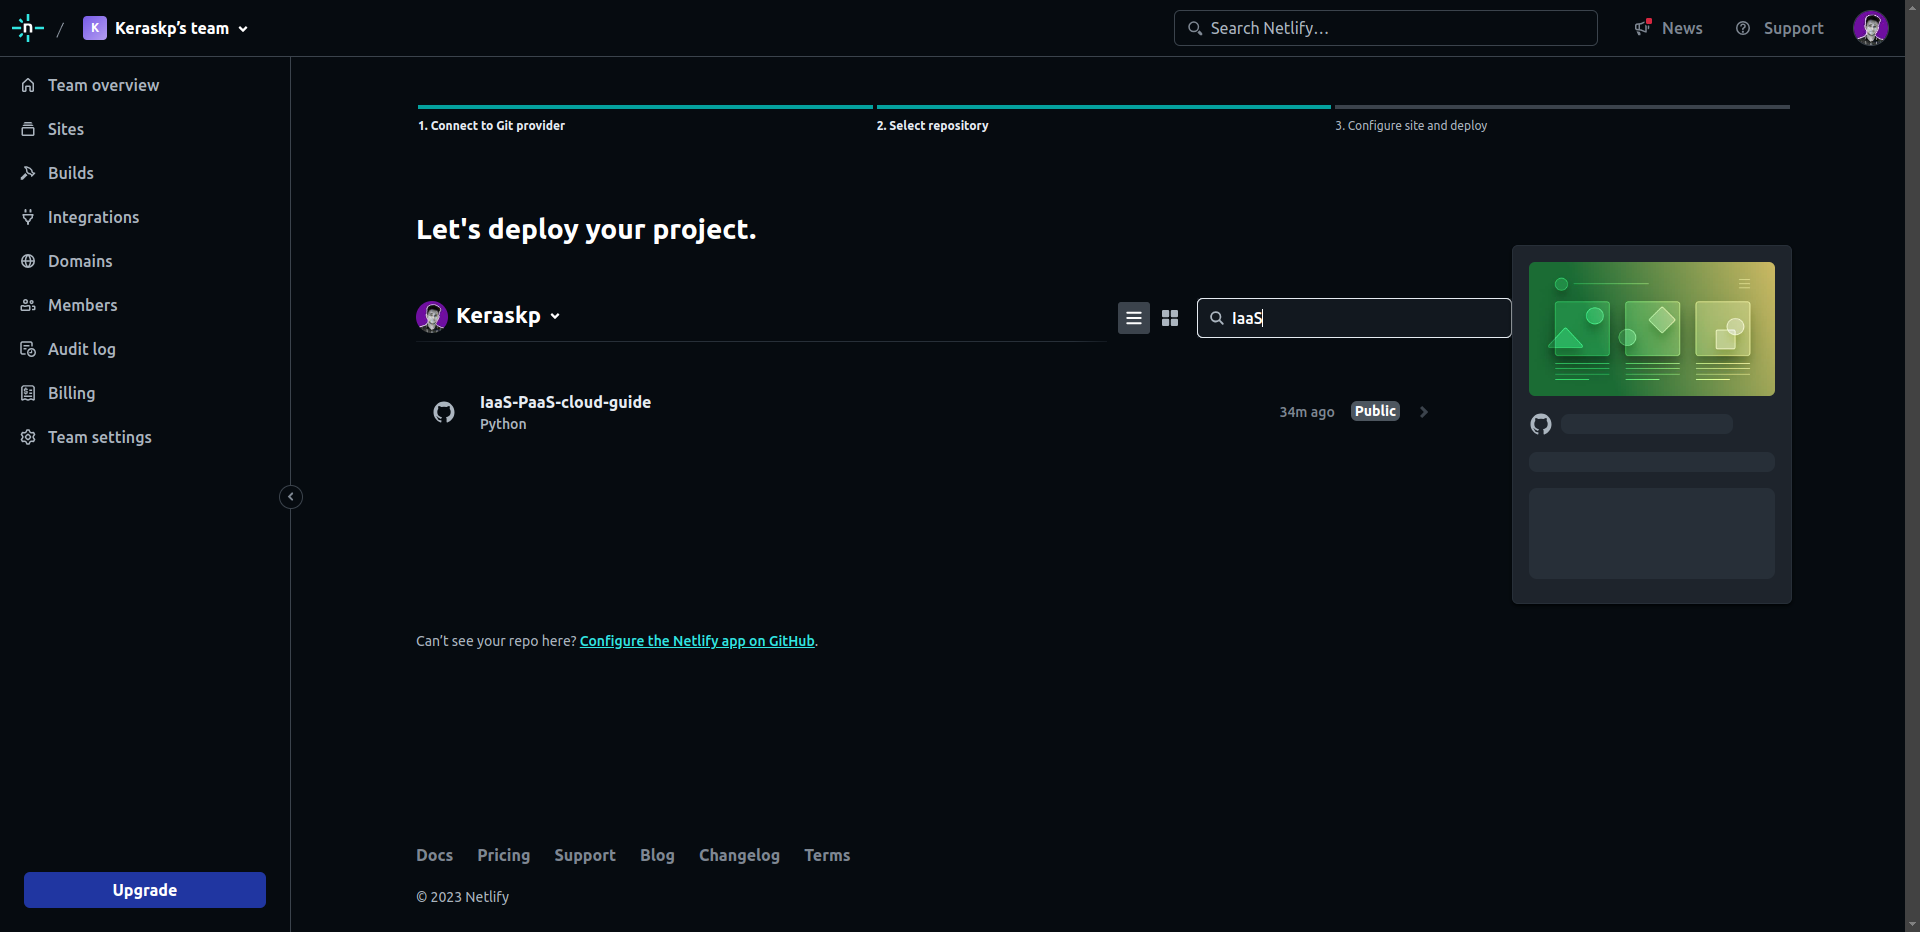 n / K Keraskp’s team
Search Netlify…
News
Support
Team overview
Sites
Builds
Integrations
Domains
Members
Audit log
Billing
Team settings
Upgrade
1. Connect to Git provider
2. Select repository
3. Configure site and deploy
Let's deploy your project.
Keraskp
IaaS
IaaS-PaaS-cloud-guide
Python
34m ago
Public
Can’t see your repo here? Configure the Netlify app on GitHub.
Docs Pricing Support Blog Changelog Terms
© 2023 Netlify